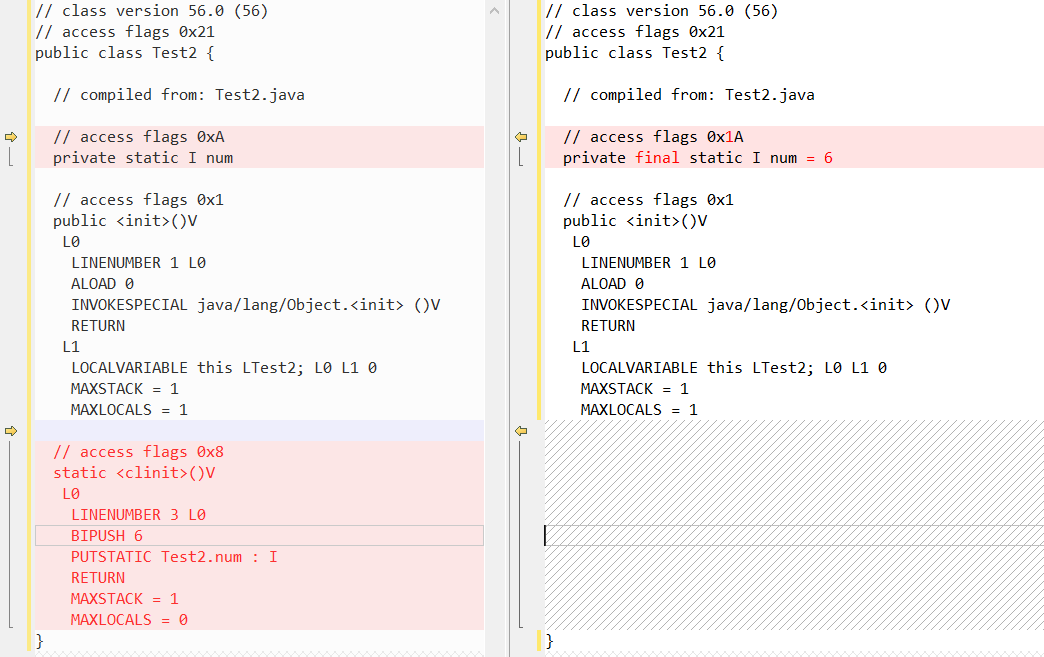 // class version 56.0 (56)
// access flags 0x21
public class Test2 {
// compiled from: Test2.java
// access flags 0xA
private static I num
// access flags 0x1
public <init>()V
L0
LINENUMBER 1 L0
ALOAD 0
INVOKESPECIAL java/lang/Object.<init> ()V
RETURN
L1
LOCALVARIABLE this LTest2; L0 L1 0
MAXSTACK = 1
MAXLOCALS = 1
// access flags 0x8
static <clinit>()V
L0
LINENUMBER 3 L0
BIPUSH 6
PUTSTATIC Test2.num : I
RETURN
MAXSTACK = 1
MAXLOCALS = 0
}
// class version 56.0 (56)
// access flags 0x21
public class Test2 {
// compiled from: Test2.java
// access flags 0x1A
private final static I num = 6
// access flags 0x1
public <init>()V
L0
LINENUMBER 1 L0
ALOAD 0
INVOKESPECIAL java/lang/Object.<init> ()V
RETURN
L1
LOCALVARIABLE this LTest2; L0 L1 0
MAXSTACK = 1
MAXLOCALS = 1
}